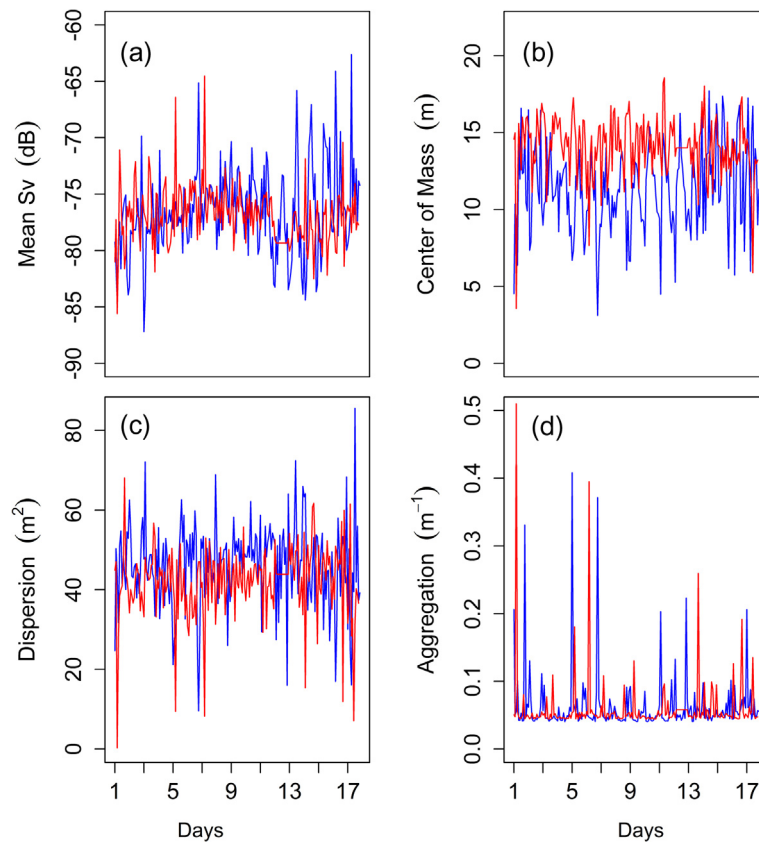 (a)
Mean Sv (dB)
-60
-65
-70
-75
-80
-85
-90
(b)
Center of Mass (m)
20
15
10
5
0
(c)
Dispersion (m²)
80
60
40
20
0
1 5 9 13 17
Days
(d)
Aggregation (m⁻¹)
0.5
0.4
0.3
0.2
0.1
0.0
1 5 9 13 17
Days